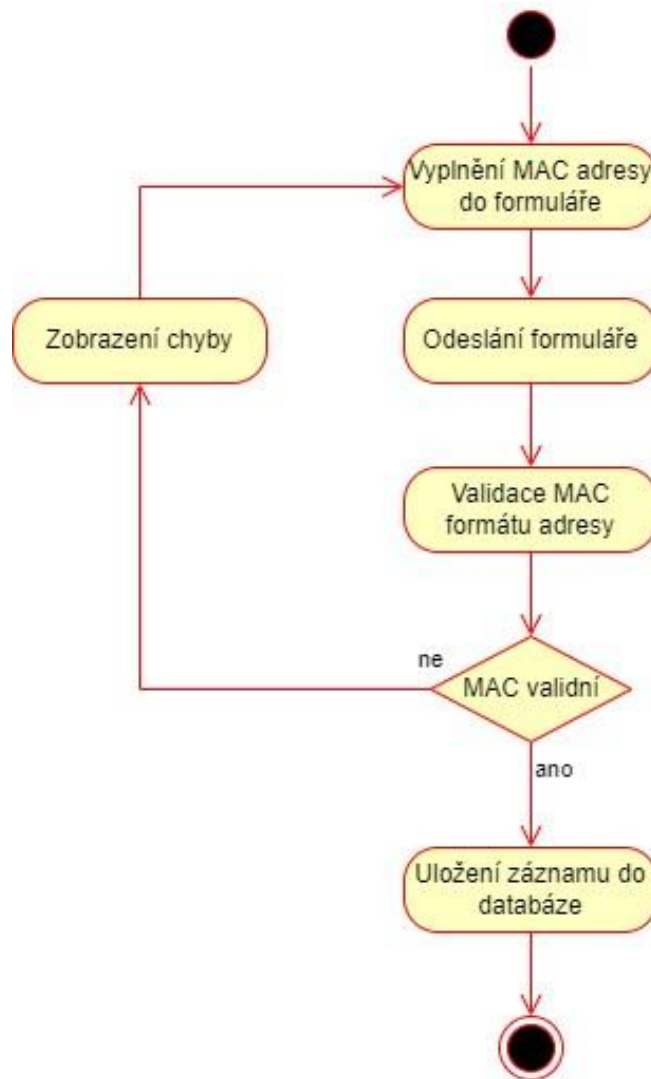 Vyplnění MAC adresy
do formuláře
Zobrazení chyby
Odeslání formuláře
Validace MAC
formátu adresy
ne
MAC validní
ano
Uložení záznamu do
databáze